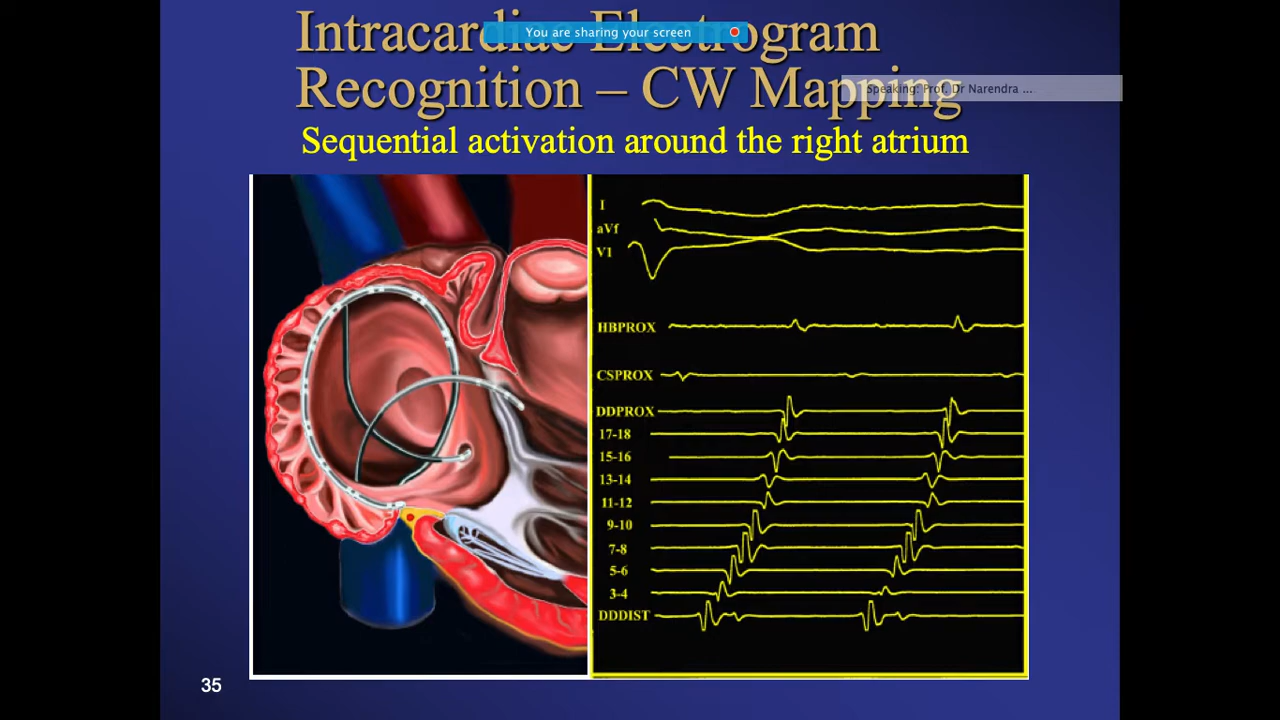 You are sharing your screen
Intracardiac Electrogram
Recognition – CW Mapping
Speaking: Prof. Dr Narendra ...
Sequential activation around the right atrium
I
aVf
V1
HBPROX
CSPROX
DDPROX
17-18
15-16
13-14
11-12
9-10
7-8
5-6
3-4
DDDIST
35